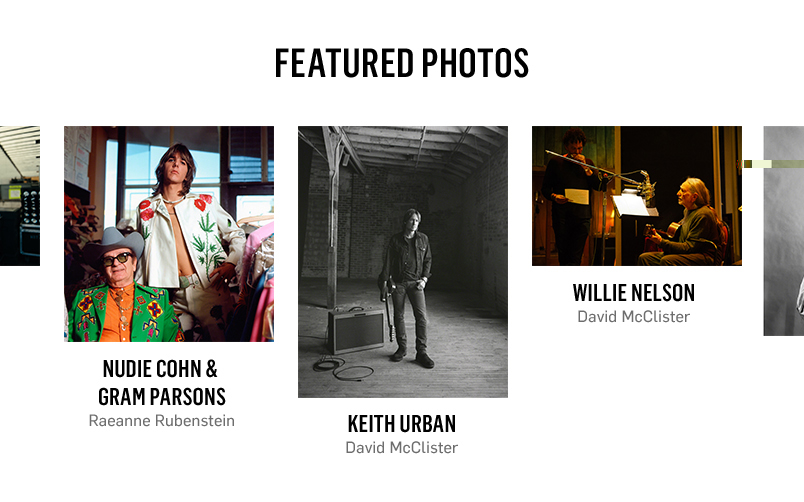 FEATURED PHOTOS
NUDIE COHN &
GRAM PARSONS
Raeanne Rubenstein
KEITH URBAN
David McClister
WILLIE NELSON
David McClister